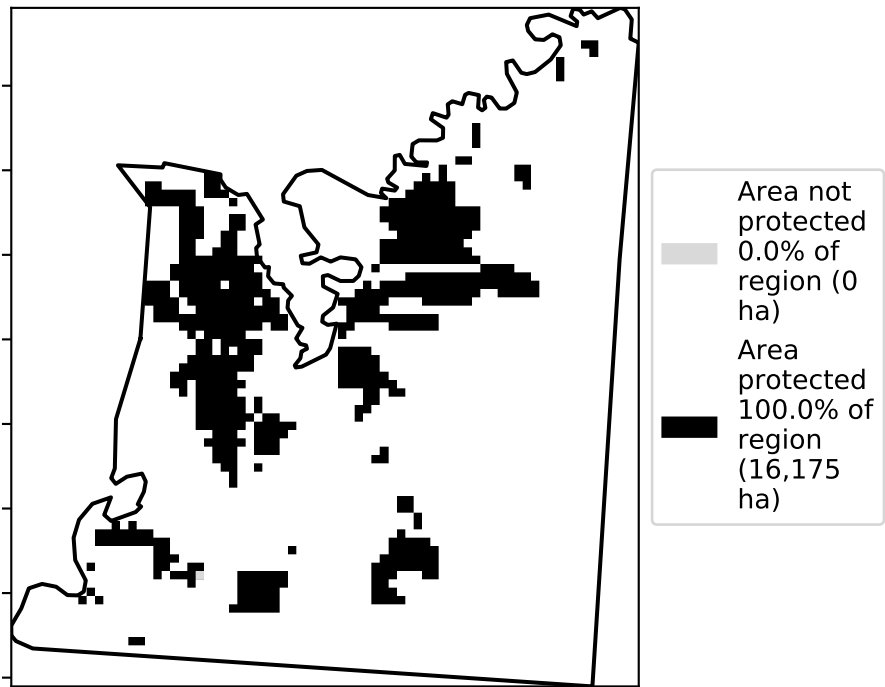 Area not
protected
0.0% of
region (0
ha)
Area
protected
100.0% of
region
(16,175
ha)